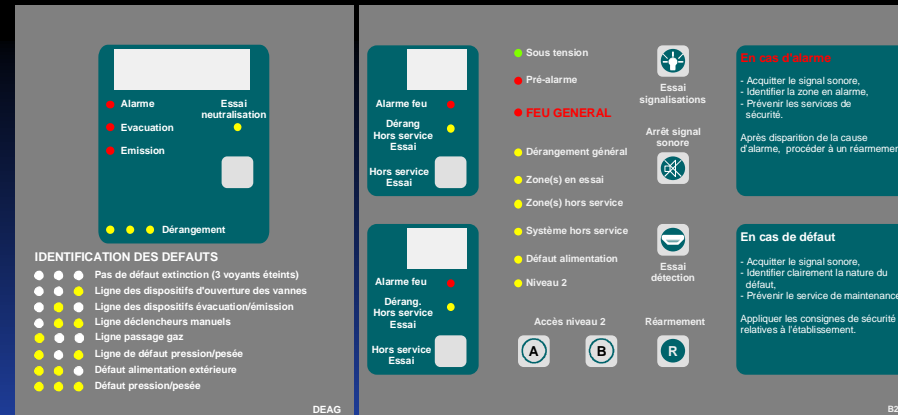 Alarme
Essai
neutralisation
Evacuation
Emission
Dérangement
IDENTIFICATION DES DEFAUTS
Pas de défaut extinction (3 voyants éteints)
Ligne des dispositifs d'ouverture des vannes
Ligne des dispositifs évacuation/émission
Ligne déclencheurs manuels
Ligne passage gaz
Ligne de défaut pression/pesée
Défaut alimentation extérieure
Défaut pression/pesée
DEAG
Alarme feu
Dérang
Hors service
Essai
Hors service
Essai
Alarme feu
Dérang.
Hors service
Essai
Hors service
Essai
Sous tension
Pré-alarme
FEU GENERAL
Dérangement général
Zone(s) en essai
Zone(s) hors service
Système hors service
Défaut alimentation
Niveau 2
Accès niveau 2
A
B
Essai
signalisations
Arrêt signal
sonore
Essai
détection
Réarmement
R
En cas d'alarme
- Acquitter le signal sonore,
- Identifier la zone en alarme,
- Prévenir les services de
sécurité.
Après disparition de la cause
d'alarme, procéder à un réarmemen
En cas de défaut
- Acquitter le signal sonore,
- Identifier clairement la nature du
défaut,
- Prévenir le service de maintenance
Appliquer les consignes de sécurité
relatives à l'établissement.
B2